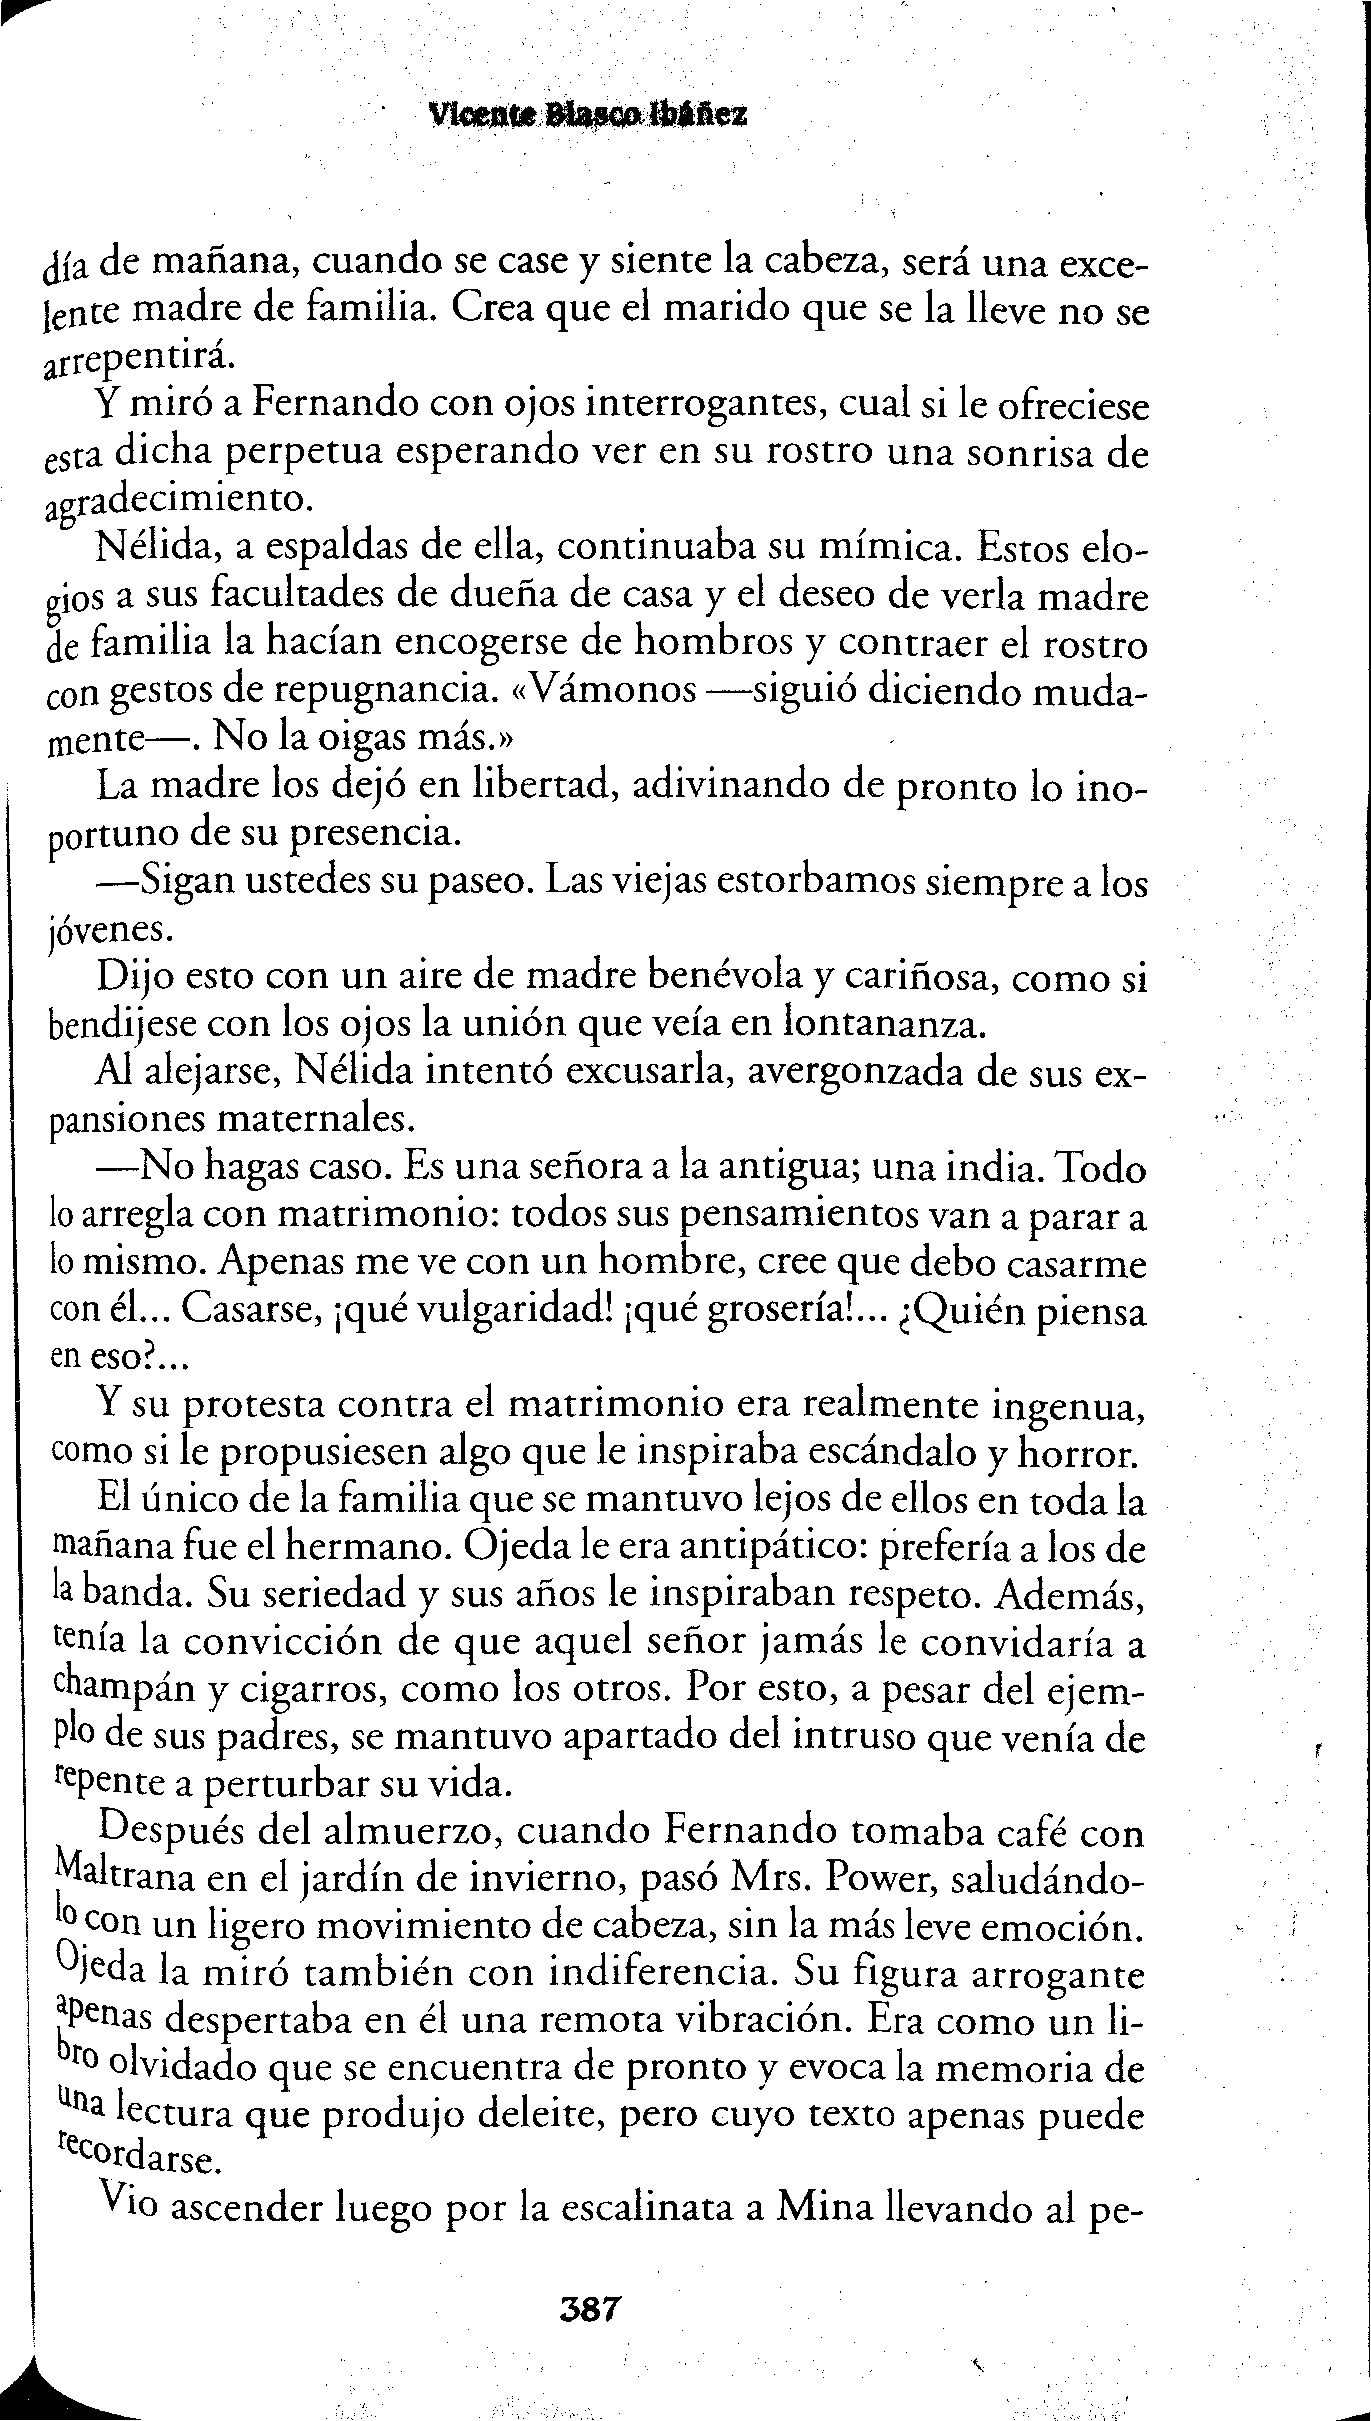 Vicente Blasco Ibáñez
día de mañana, cuando se case y siente la cabeza, será una exce-
lente madre de familia. Crea que el marido que se la lleve no se
arrepentirá.
Y miró a Fernando con ojos interrogantes, cual si le ofreciese
esta dicha perpetua esperando ver en su rostro una sonrisa de
agradecimiento.
Nélida, a espaldas de ella, continuaba su mímica. Estos elo-
gios a sus facultades de dueña de casa y el deseo de verla madre
de familia la hacían encogerse de hombros y contraer el rostro
con gestos de repugnancia. «Vámonos —siguió diciendo muda-
mente—. No la oigas más.»
La madre los dejó en libertad, adivinando de pronto lo ino-
portuno de su presencia.
—Sigan ustedes su paseo. Las viejas estorbamos siempre a los
jóvenes.
Dijo esto con un aire de madre benévola y cariñosa, como si
bendijese con los ojos la unión que veía en lontananza.
Al alejarse, Nélida intentó excusarla, avergonzada de sus ex-
pansiones maternales.
—No hagas caso. Es una señora a la antigua; una india. Todo
lo arregla con matrimonio: todos sus pensamientos van a parar a
lo mismo. Apenas me ve con un hombre, cree que debo casarme
con él... Casarse, ¡qué vulgaridad! ¡qué grosería!... ¿Quién piensa
en eso?...
Y su protesta contra el matrimonio era realmente ingenua,
como si le propusiesen algo que le inspiraba escándalo y horror.
El único de la familia que se mantuvo lejos de ellos en toda la
mañana fue el hermano. Ojeda le era antipático: prefería a los de
la banda. Su seriedad y sus años le inspiraban respeto. Además,
tenía la convicción de que aquel señor jamás le convidaría a
champán y cigarros, como los otros. Por esto, a pesar del ejem-
plo de sus padres, se mantuvo apartado del intruso que venía de
repente a perturbar su vida.
Después del almuerzo, cuando Fernando tomaba café con
Maltrana en el jardín de invierno, pasó Mrs. Power, saludándo-
lo con un ligero movimiento de cabeza, sin la más leve emoción.
Ojeda la miró también con indiferencia. Su figura arrogante
apenas despertaba en él una remota vibración. Era como un li-
bro olvidado que se encuentra de pronto y evoca la memoria de
una lectura que produjo deleite, pero cuyo texto apenas puede
recordarse.
Vio ascender luego por la escalinata a Mina llevando al pe-
387